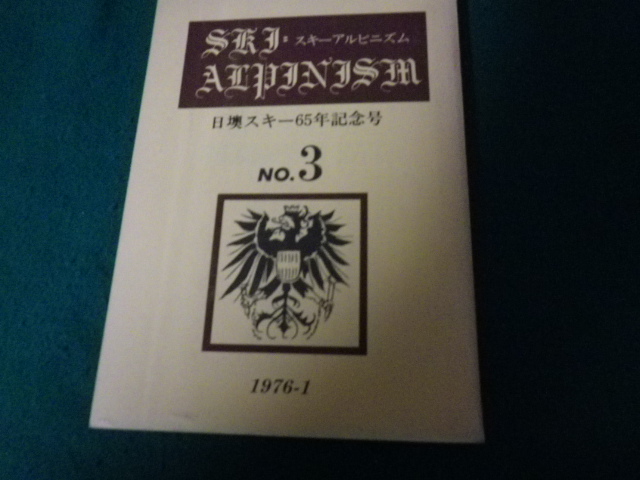 SKI・スキーアルピニズム
ALPINISM
日墺スキー65年記念号
NO.3
1976-1